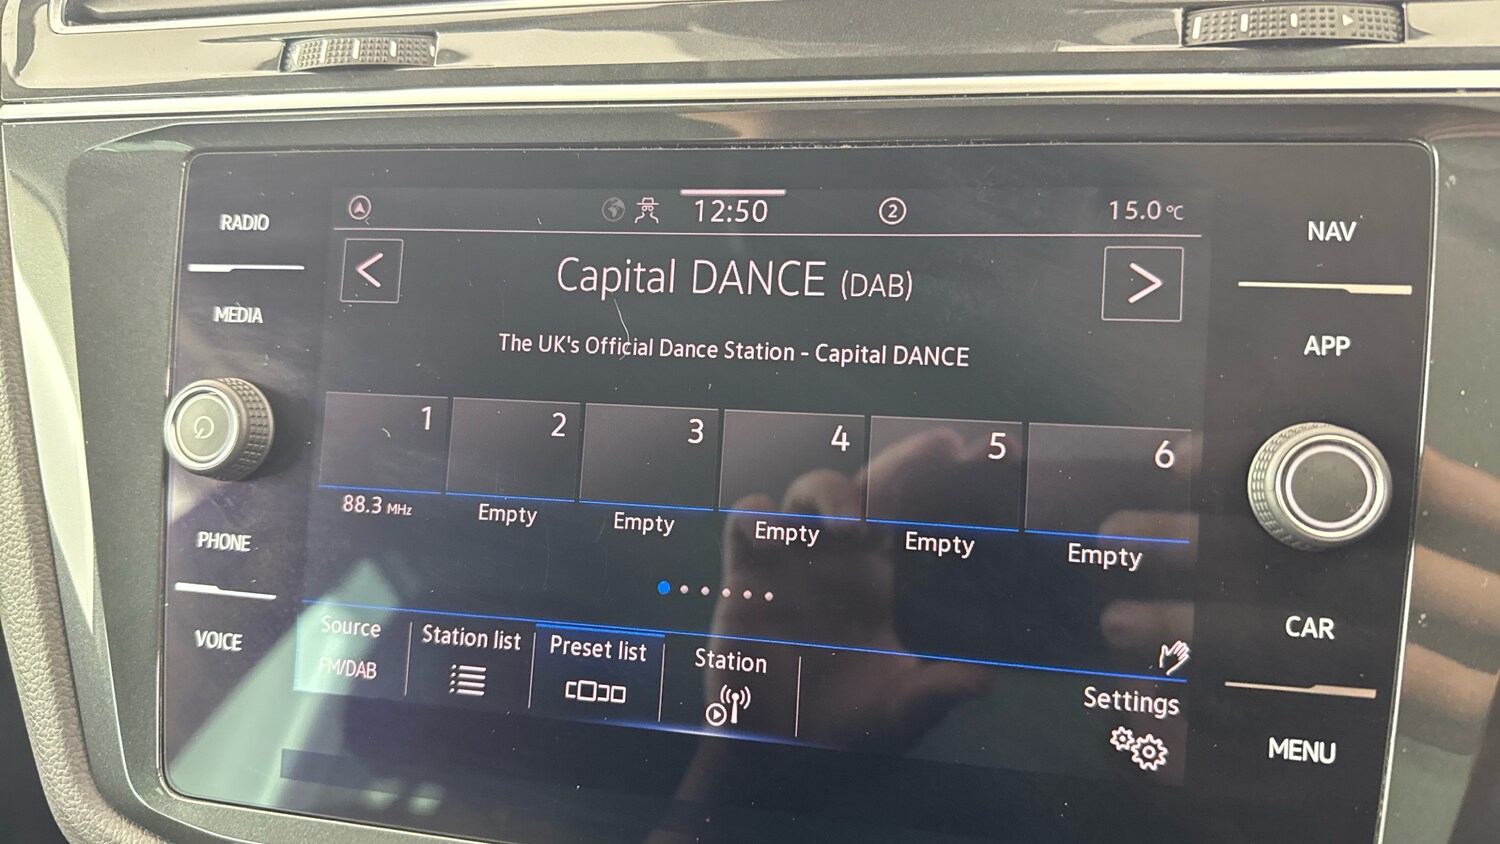 RADIO
MEDIA
PHONE
VOICE
12:50
2
15.0 °C
<
Capital DANCE (DAB)
>
The UK's Official Dance Station - Capital DANCE
1
2
3
4
5
6
88.3 MHz
Empty
Empty
Empty
Empty
Empty
Source
FM/DAB
Station list
Preset list
Station
Settings
NAV
APP
CAR
MENU